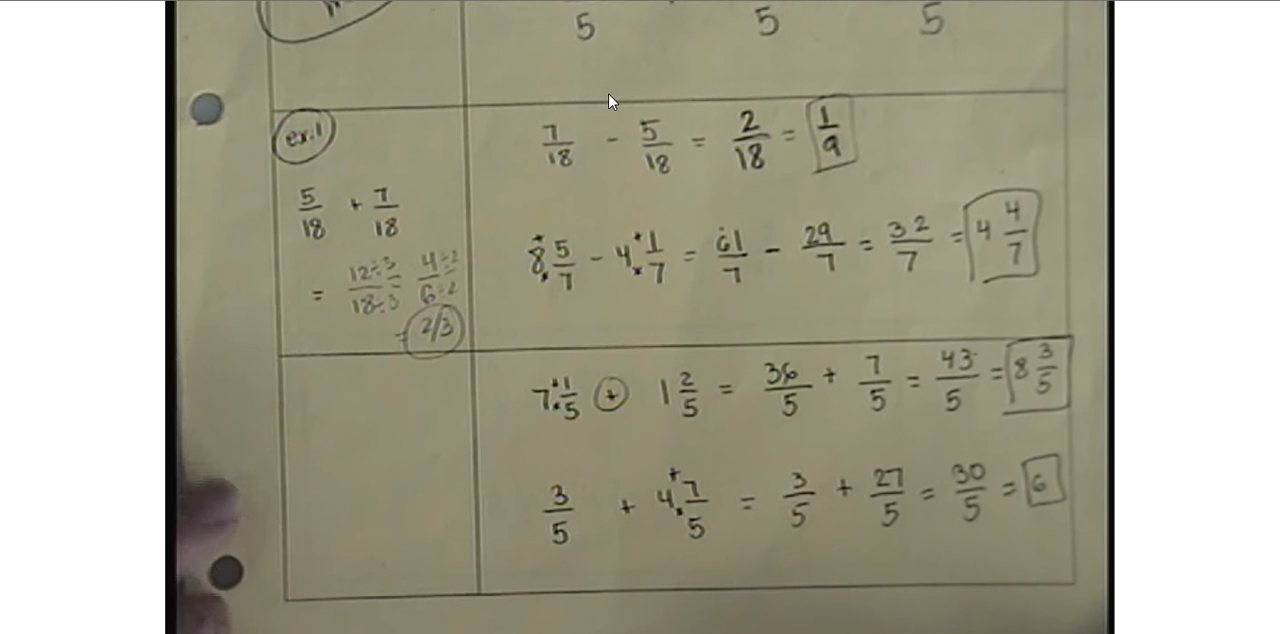 5 5 5
ex.1
5/18 + 7/18
= 12÷3/18÷3 = 4÷2/6÷2
= 2/3
7/18 - 5/18 = 2/18 = 1/9
8 5/7 - 4 1/7 = 61/7 - 29/7 = 32/7 = 4 4/7
7 1/5 + 1 2/5 = 36/5 + 7/5 = 43/5 = 8 3/5
3/5 + 4 7/5 = 3/5 + 27/5 = 30/5 = 6